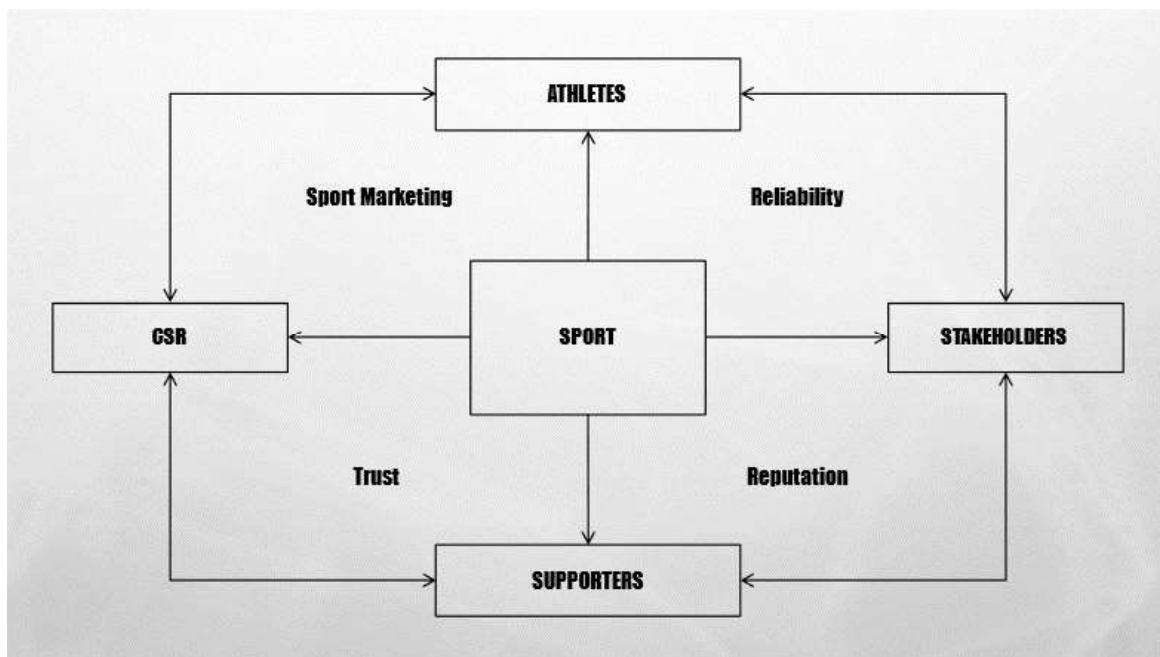 ATHLETES
Sport Marketing
Reliability
CSR
SPORT
STAKEHOLDERS
Trust
Reputation
SUPPORTERS